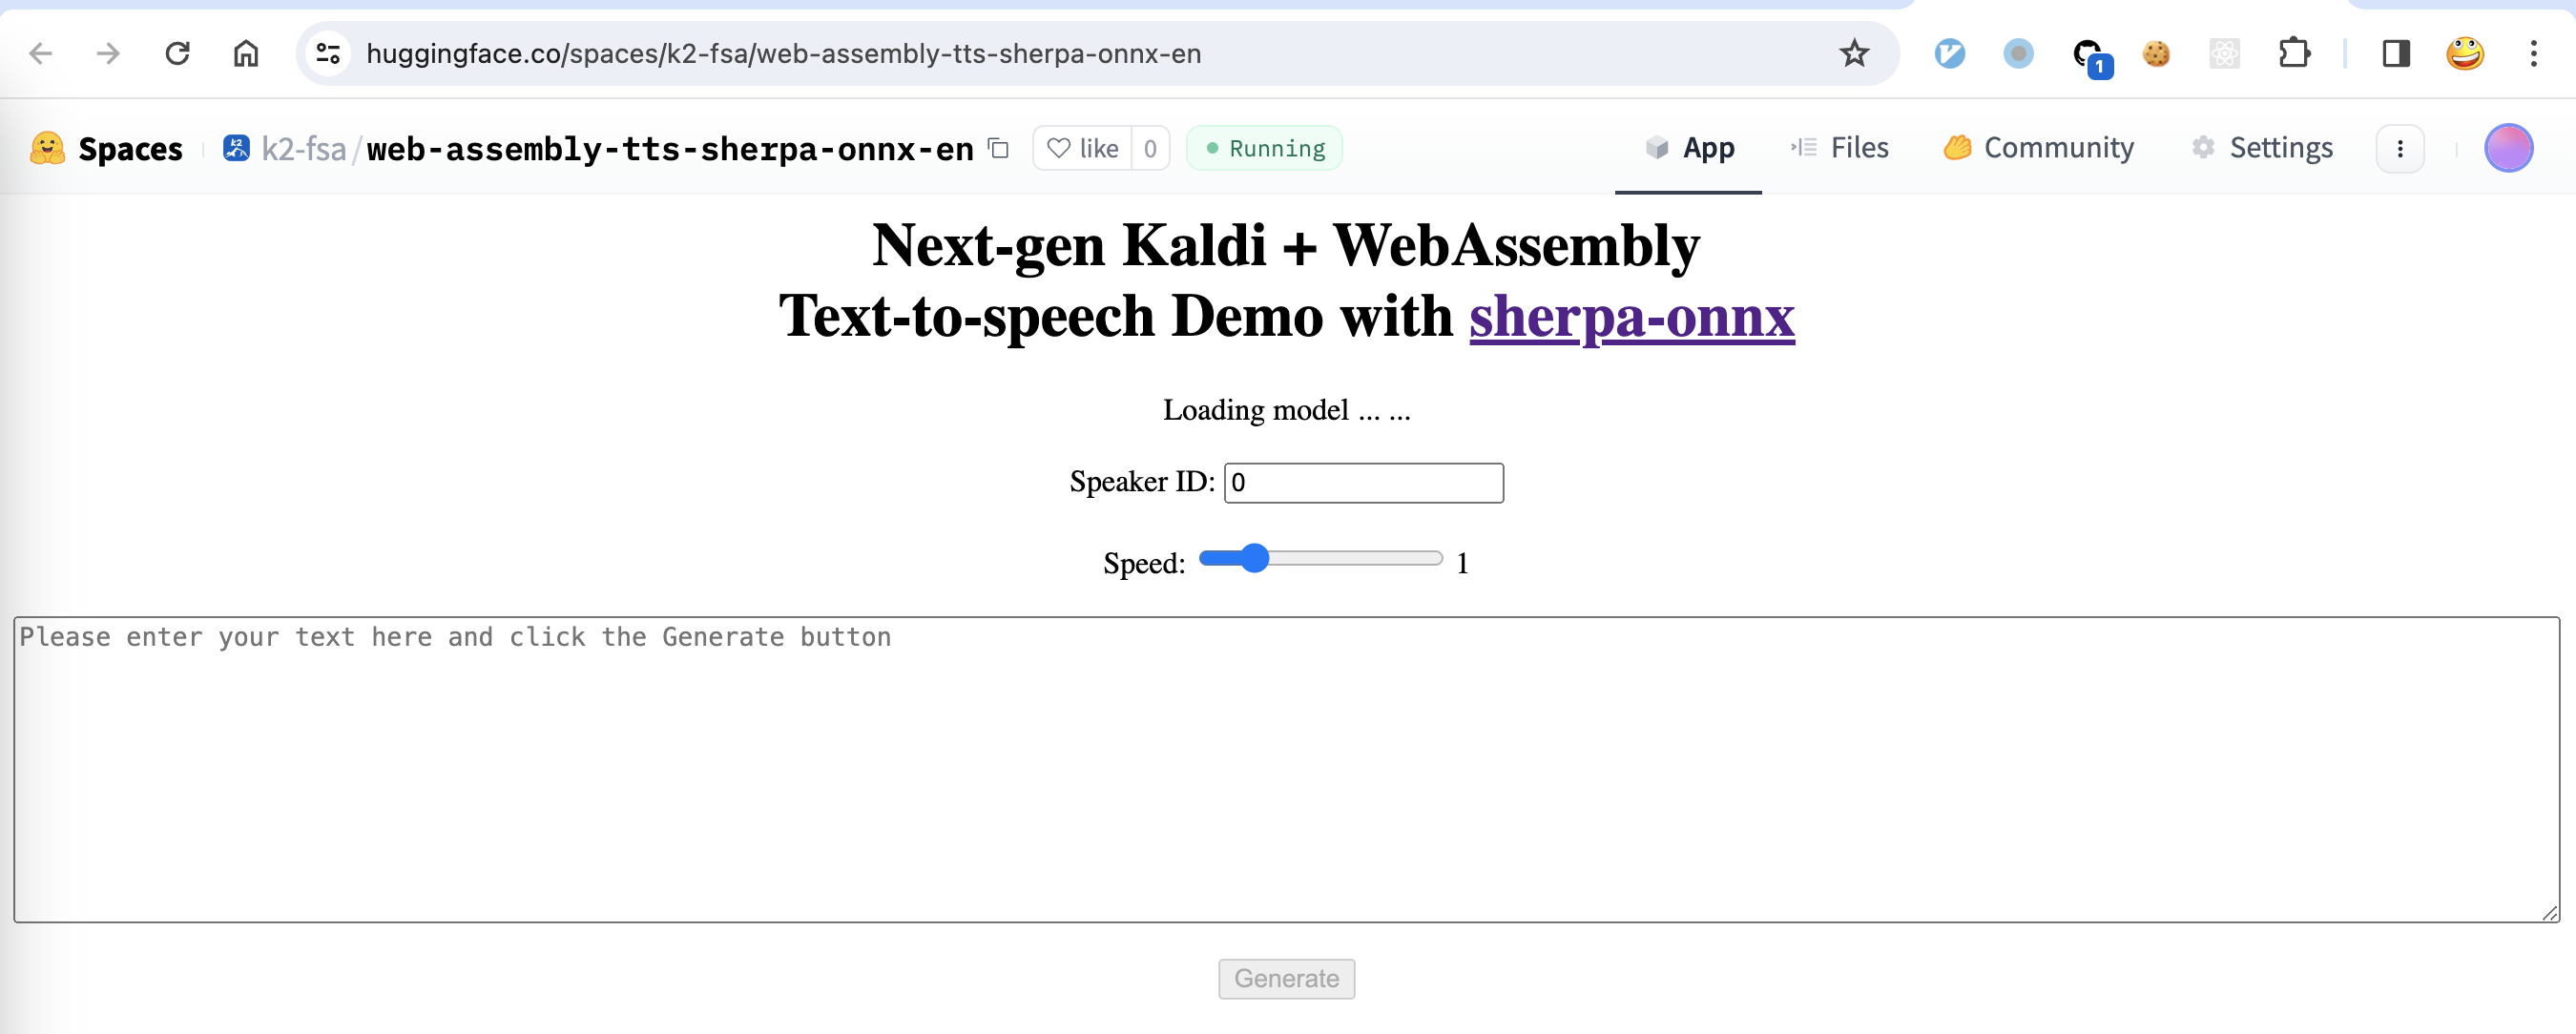 huggingface.co/spaces/k2-fsa/web-assembly-tts-sherpa-onnx-en
1
Spaces k2-fsa/web-assembly-tts-sherpa-onnx-en like 0 Running App Files Community Settings
Next-gen Kaldi + WebAssembly
Text-to-speech Demo with sherpa-onnx
Loading model ... ...
Speaker ID: 0
Speed: 1
Please enter your text here and click the Generate button
Generate